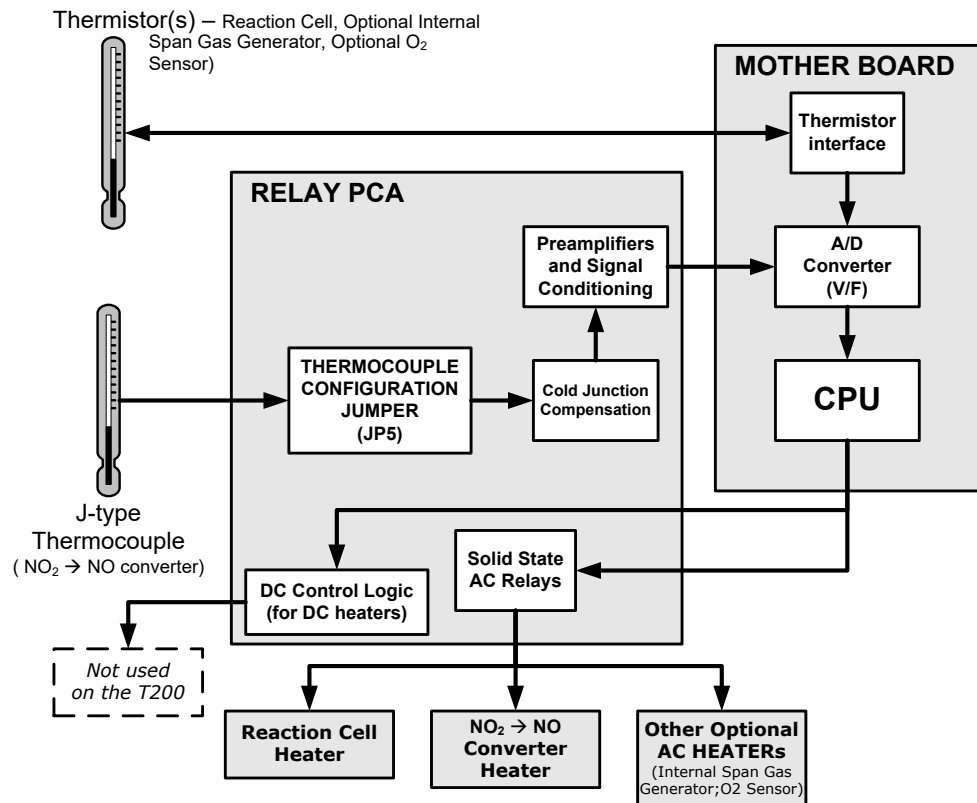 Thermistor(s) – Reaction Cell, Optional Internal
Span Gas Generator, Optional O₂
Sensor)
MOTHER BOARD
Thermistor
interface
RELAY PCA
Preamplifiers
and Signal
Conditioning
A/D
Converter
(V/F)
THERMOCOUPLE
CONFIGURATION
JUMPER
(JP5)
Cold Junction
Compensation
CPU
J-type
Thermocouple
( NO₂ → NO converter)
Solid State
AC Relays
DC Control Logic
(for DC heaters)
Not used
on the T200
Reaction Cell
Heater
NO₂ → NO
Converter
Heater
Other Optional
AC HEATERs
(Internal Span Gas
Generator;O2 Sensor)